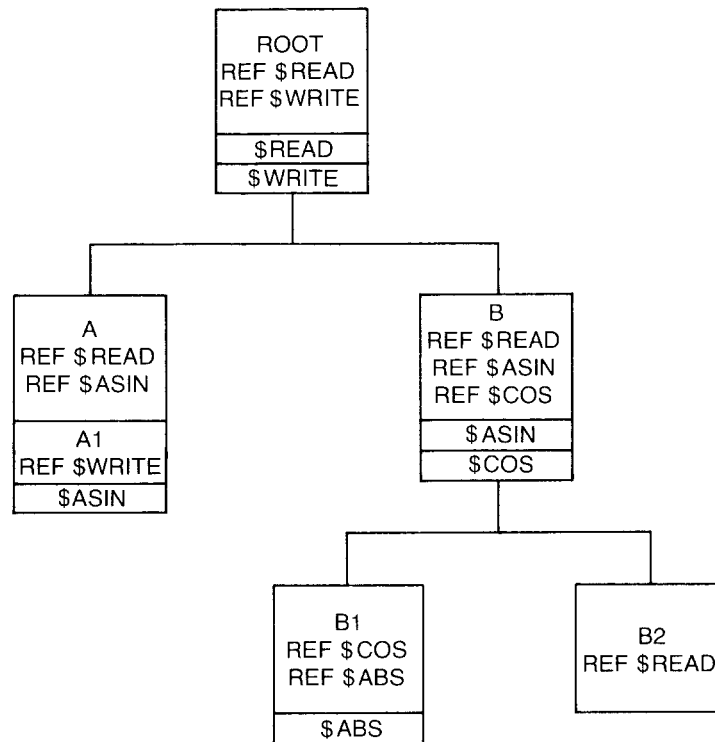 ROOT
REF $READ
REF $WRITE
$READ
$WRITE
A
REF $READ
REF $ASIN
A1
REF $WRITE
$ASIN
B
REF $READ
REF $ASIN
REF $COS
$ASIN
$COS
B1
REF $COS
REF $ABS
$ABS
B2
REF $READ